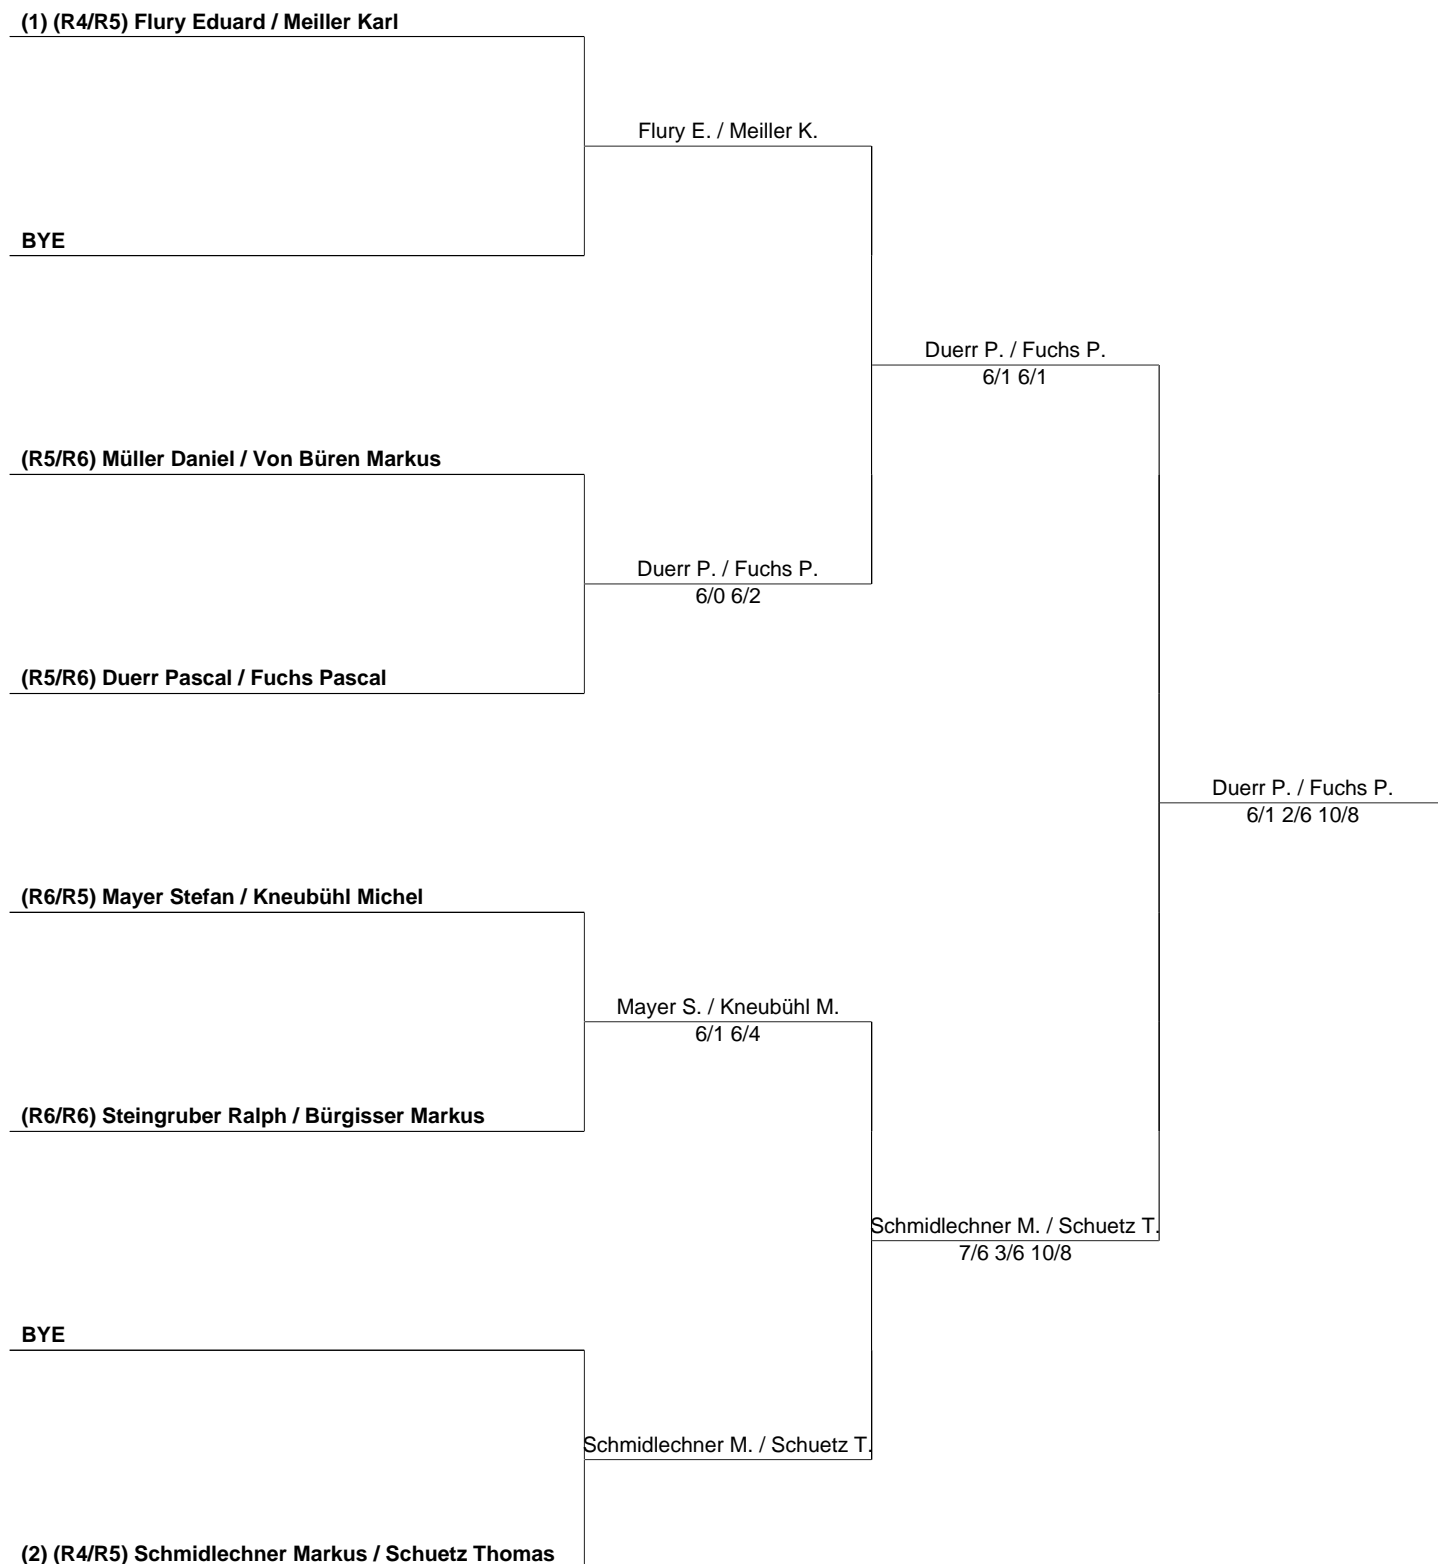 (1) (R4/R5) Flury Eduard / Meiller Karl
Flury E. / Meiller K.
BYE
Duerr P. / Fuchs P.
6/1 6/1
(R5/R6) Müller Daniel / Von Büren Markus
Duerr P. / Fuchs P.
6/0 6/2
(R5/R6) Duerr Pascal / Fuchs Pascal
Duerr P. / Fuchs P.
6/1 2/6 10/8
(R6/R5) Mayer Stefan / Kneubühl Michel
Mayer S. / Kneubühl M.
6/1 6/4
(R6/R6) Steingruber Ralph / Bürgisser Markus
Schmidlechner M. / Schuetz T.
7/6 3/6 10/8
BYE
Schmidlechner M. / Schuetz T.
(2) (R4/R5) Schmidlechner Markus / Schuetz Thomas